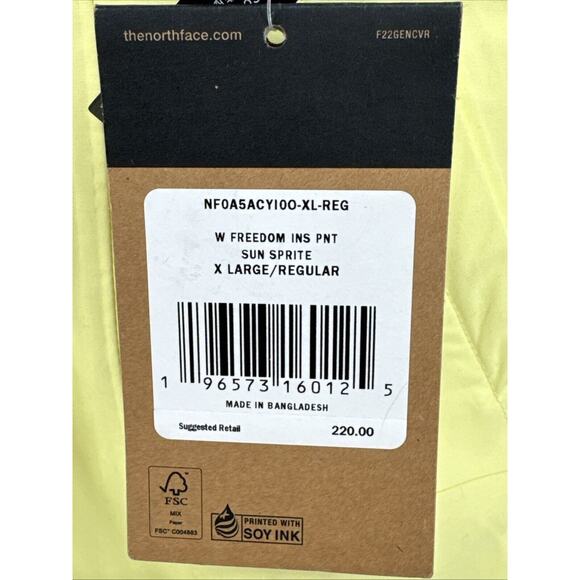 thenorthface.com
F22GENCVR
NF0A5ACYI0O-XL-REG
W FREEDOM INS PNT
SUN SPRITE
X LARGE/REGULAR
1 96573 16012 5
MADE IN BANGLADESH
Suggested Retail 220.00
FSC
MIX
Paper
FSC® C004883
PRINTED WITH
SOY INK